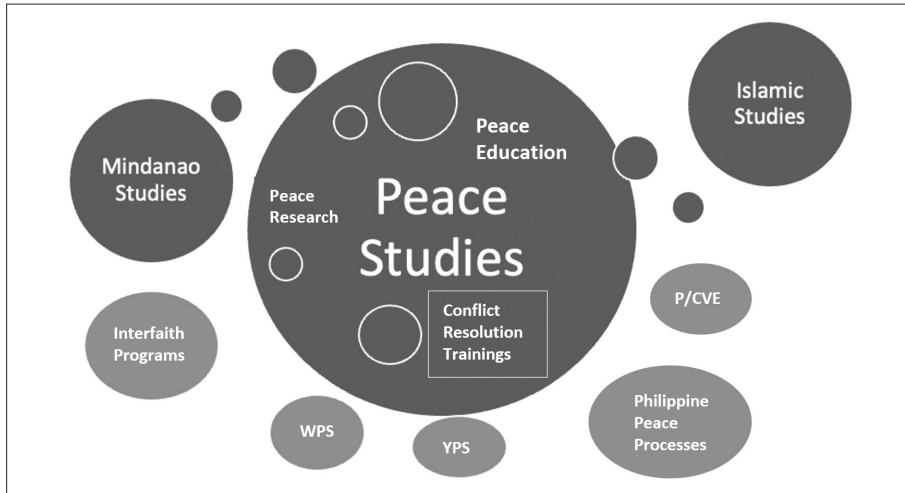 Mindanao
Studies
Islamic
Studies
Peace
Education
Peace
Research
Peace
Studies
Conflict
Resolution
Trainings
Interfaith
Programs
P/CVE
WPS
YPS
Philippine
Peace
Processes